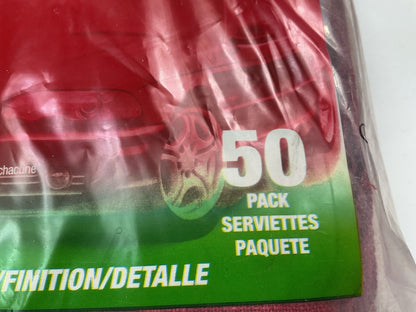 chacune
50
PACK
SERVIETTES
PAQUETE
/FINITION/DETALLE